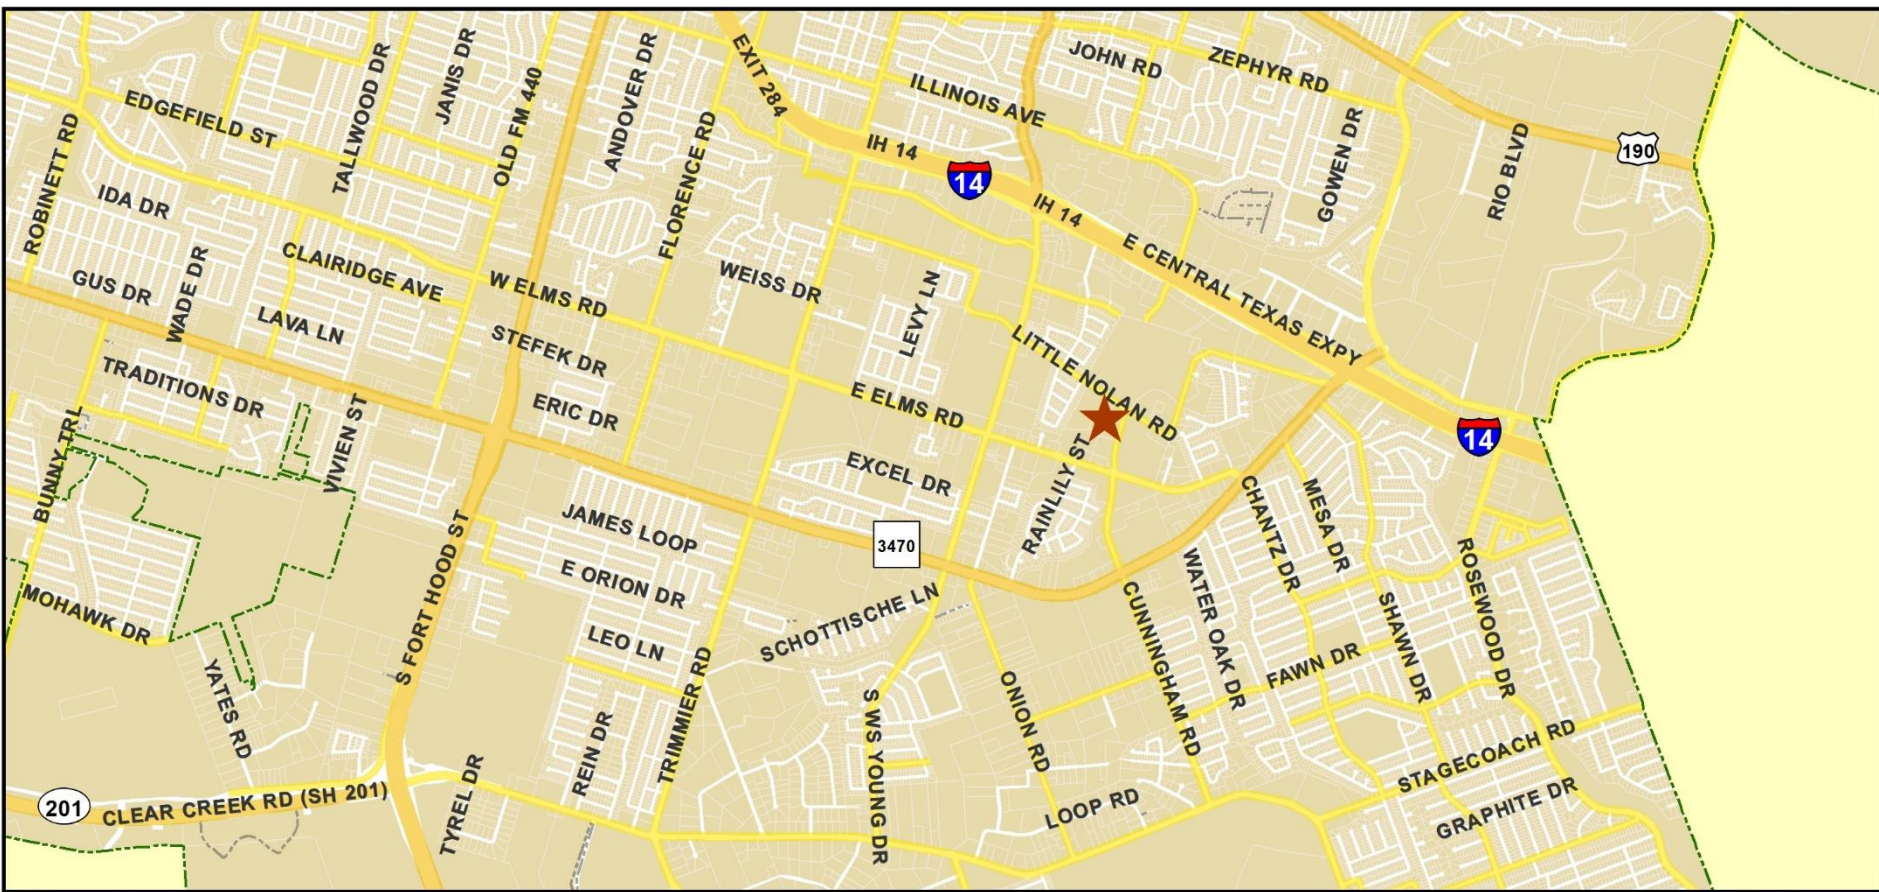 EXIT 284
JOHN RD
ZEPHYR RD
ILLINOIS AVE
EDGEFIELD ST
TALLWOOD DR
JANIS DR
OLD FM 440
ANDOVER DR
FLORENCE RD
IH 14
14
IH 14
GOWEN DR
RIO BLVD
190
ROBINETT RD
IDA DR
WADE DR
GUS DR
CLAIRIDGE AVE
W ELMS RD
WEISS DR
LEVY LN
E CENTRAL TEXAS EXPY
LAVA LN
STEFEK DR
LITTLE NOLAN RD
TRADITIONS DR
ERIC DR
E ELMS RD
14
BUNNY TRL
VIVIEN ST
EXCEL DR
RAINLILY ST
CHANTZ DR
MESA DR
JAMES LOOP
3470
E ORION DR
WATER OAK DR
ROSEWOOD DR
MOHAWK DR
S FORT HOOD ST
SCHOTTISCHE LN
CUNNINGHAM RD
SHAWN DR
LEO LN
FAWN DR
YATES RD
TRIMMIER RD
S WS YOUNG DR
ONION RD
REIN DR
STAGECOACH RD
201
CLEAR CREEK RD (SH 201)
TYREL DR
LOOP RD
GRAPHITE DR